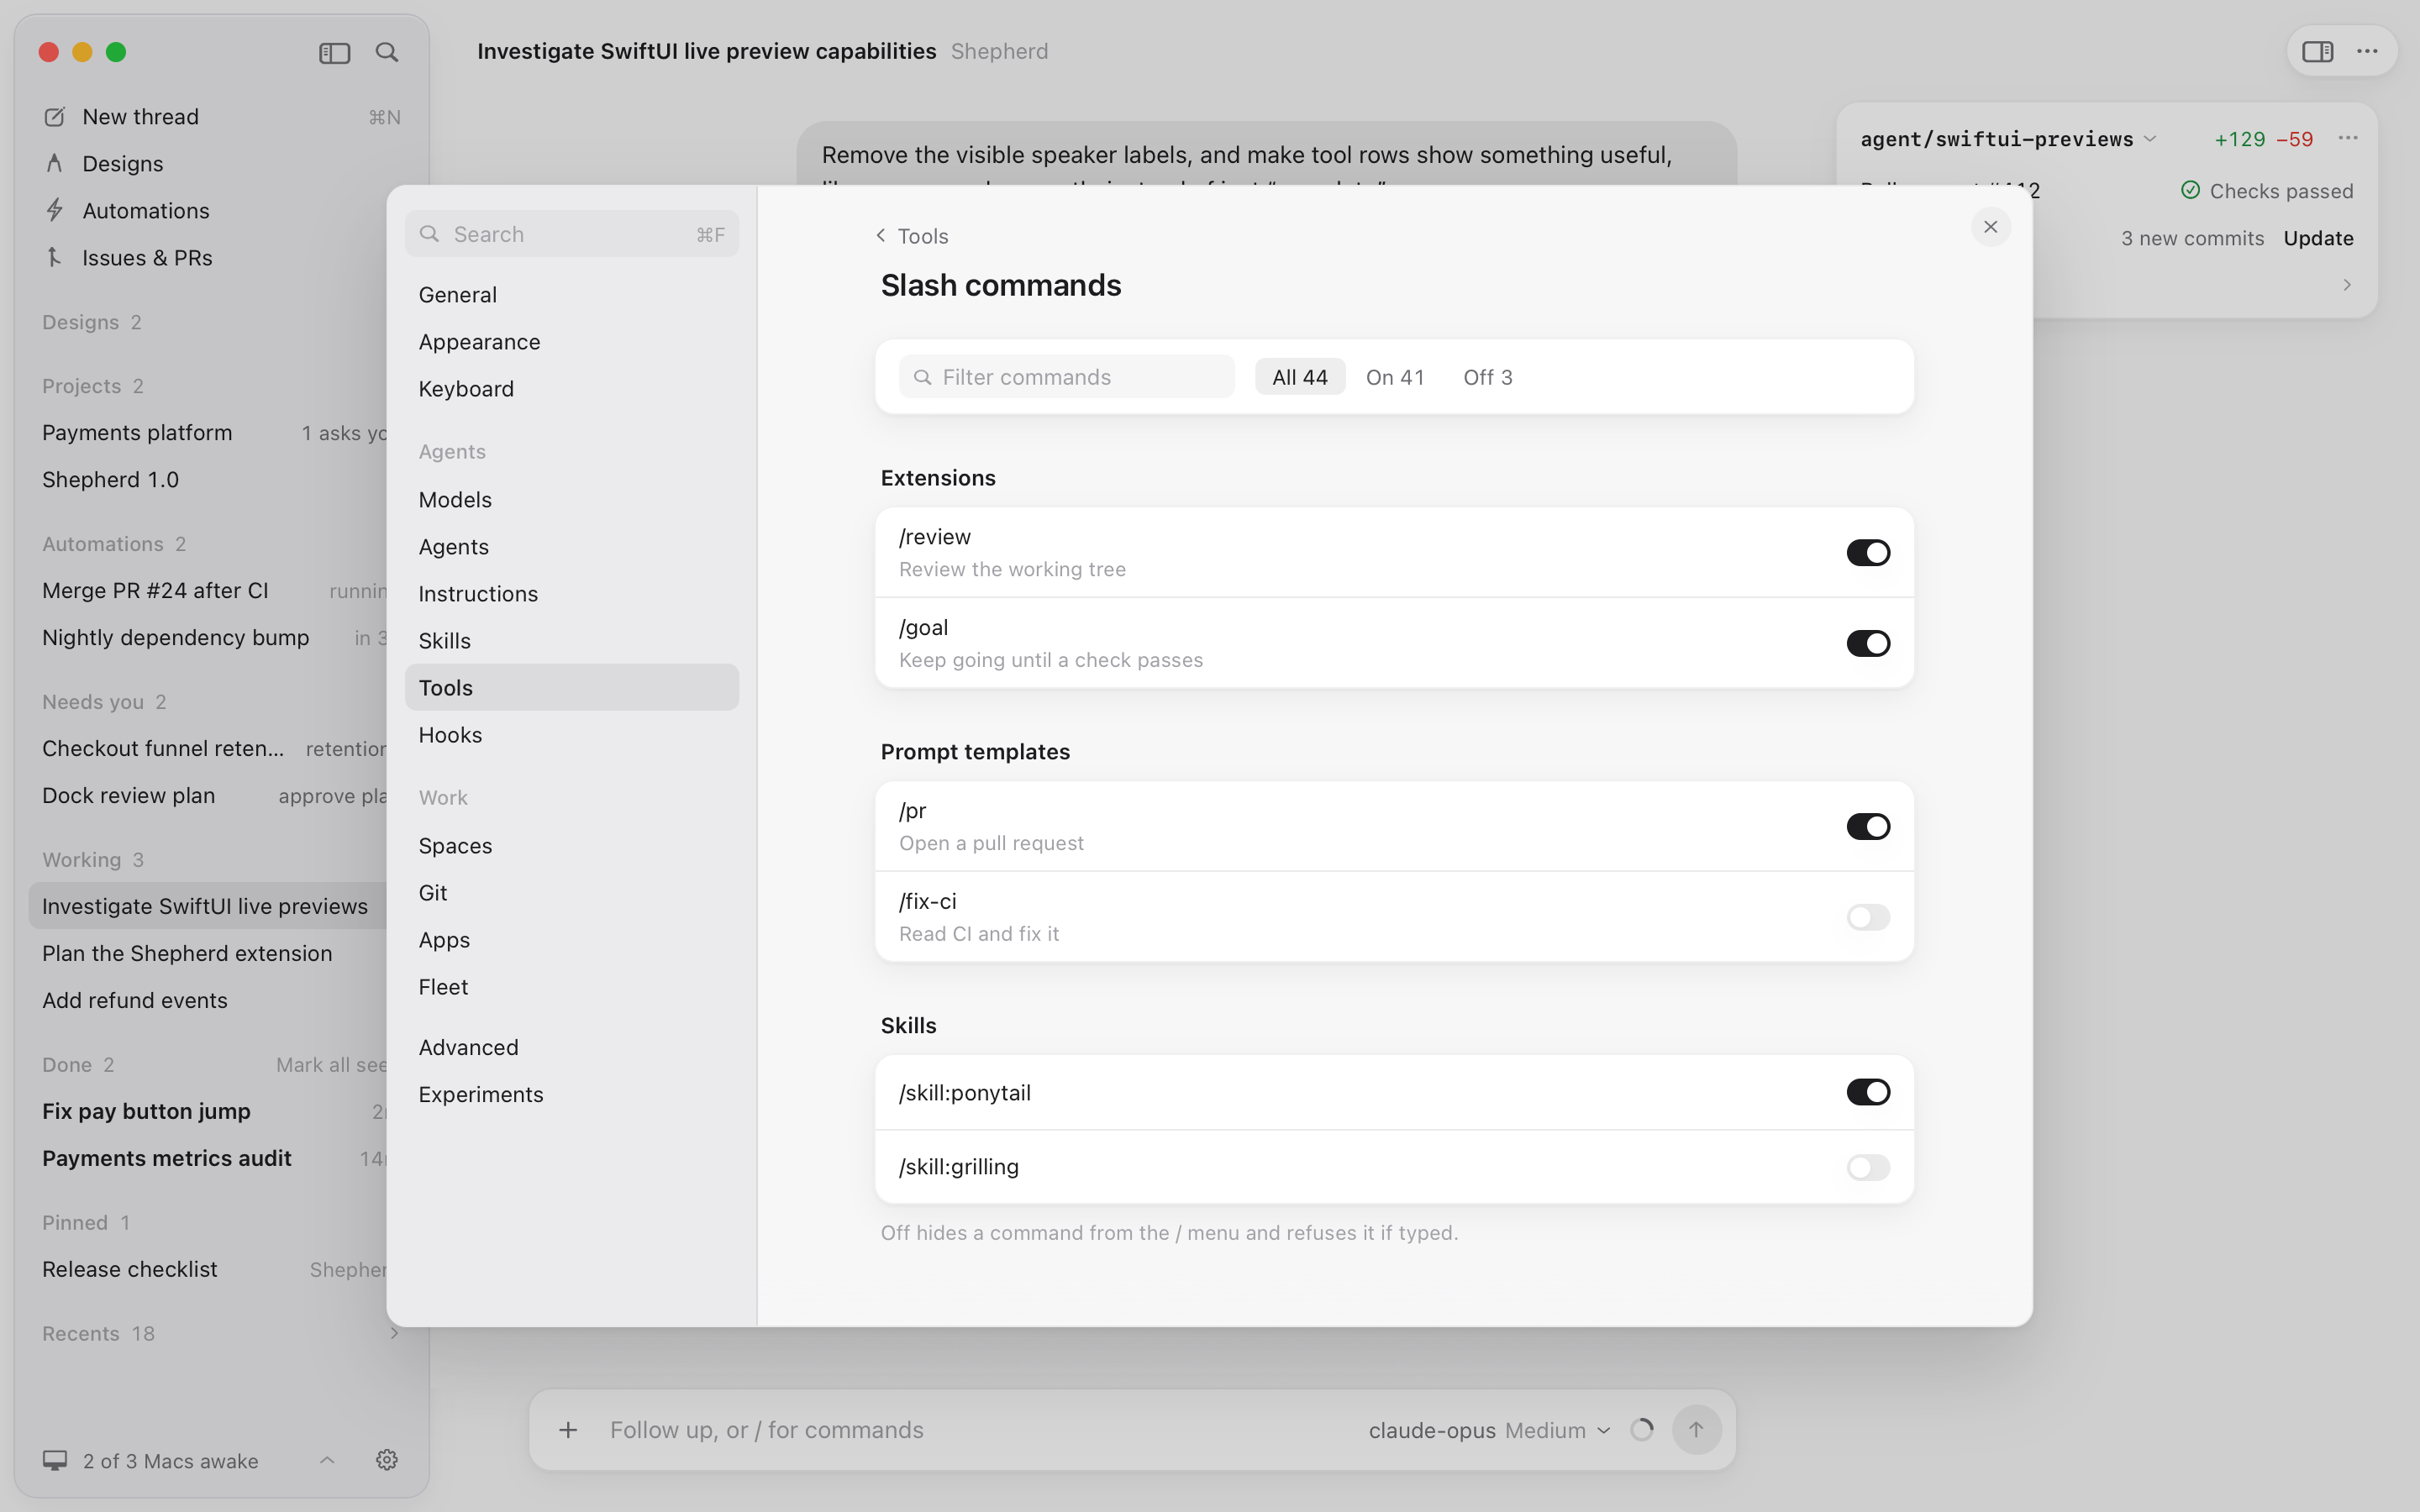 New thread ⌘N
Designs
Automations
Issues & PRs
Designs 2
Projects 2
Payments platform 1 asks
Shepherd 1.0
Automations 2
Merge PR #24 after CI
Nightly dependency bump in
Needs you 2
Checkout funnel reten...
Dock review plan approve
Working 3
Investigate SwiftUI live previews
Plan the Shepherd extension
Add refund events
Done 2 Mark all
Fix pay button jump
Payments metrics audit
Pinned 1
Release checklist
Recents 18
2 of 3 Macs awake
Investigate SwiftUI live preview capabilities Shepherd
Remove the visible speaker labels, and make tool rows show something useful,
agent/swiftui-previews +129 −59
Checks passed
3 new commits Update
Search ⌘F
General
Appearance
Keyboard
Agents
Models
Agents
Instructions
Skills
Tools
Hooks
Work
Spaces
Git
Apps
Fleet
Advanced
Experiments
Tools
Slash commands
Filter commands All 44 On 41 Off 3
Extensions
/review
Review the working tree
/goal
Keep going until a check passes
Prompt templates
/pr
Open a pull request
/fix-ci
Read CI and fix it
Skills
/skill:ponytail
/skill:grilling
Off hides a command from the / menu and refuses it if typed.
Follow up, or / for commands claude-opus Medium